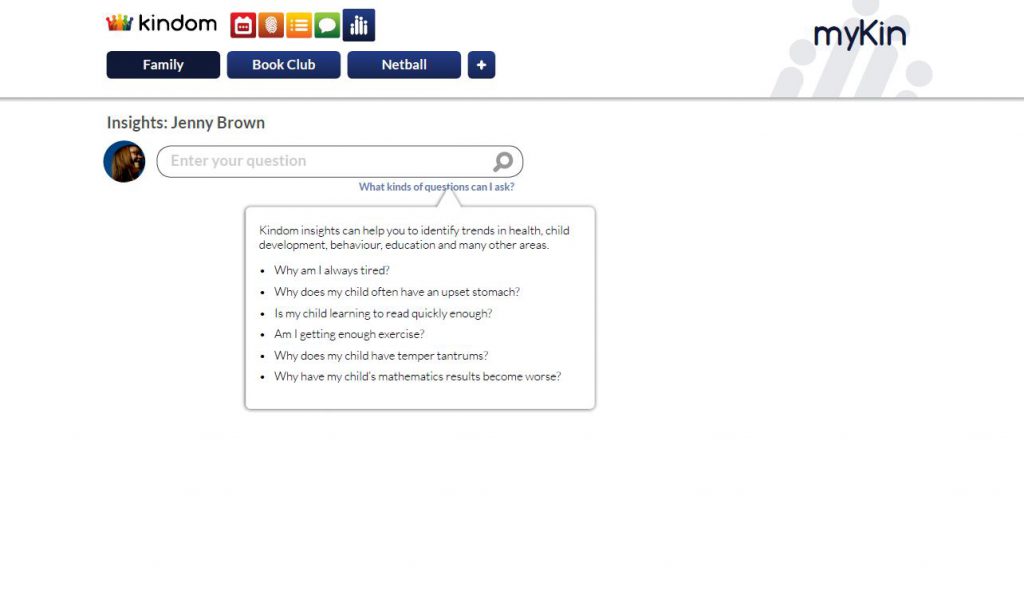 kindom
myKin
Family
Book Club
Netball
+
Insights: Jenny Brown
Enter your question
What kinds of questions can I ask?
Kindom insights can help you to identify trends in health, child
development, behaviour, education and many other areas.
• Why am I always tired?
• Why does my child often have an upset stomach?
• Is my child learning to read quickly enough?
• Am I getting enough exercise?
• Why does my child have temper tantrums?
• Why have my child's mathematics results become worse?